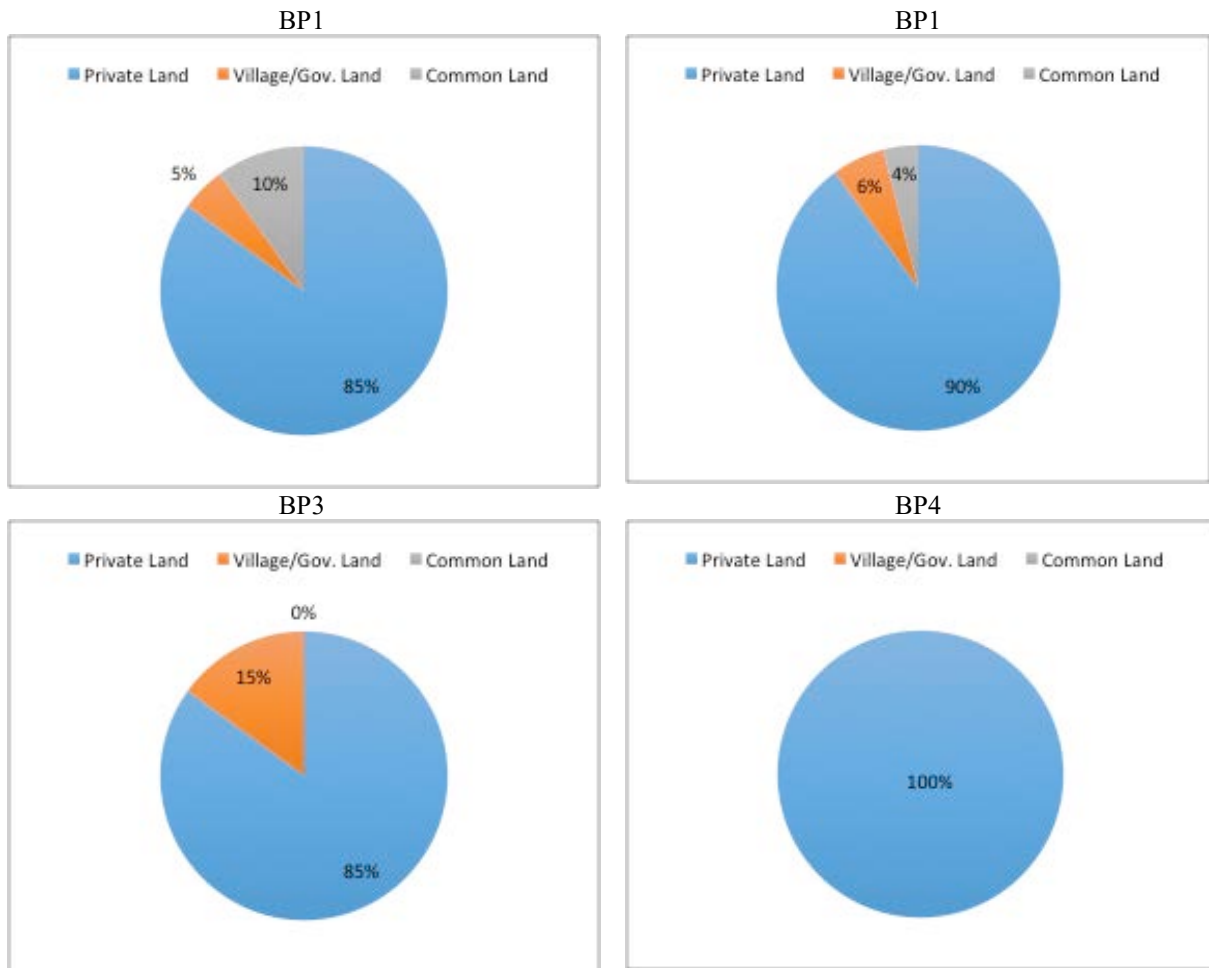 BP1
BP1
Private Land Village/Gov. Land Common Land
Private Land Village/Gov. Land Common Land
5%
10%
85%
6%
4%
90%
BP3
BP4
Private Land Village/Gov. Land Common Land
Private Land Village/Gov. Land Common Land
0%
15%
85%
100%